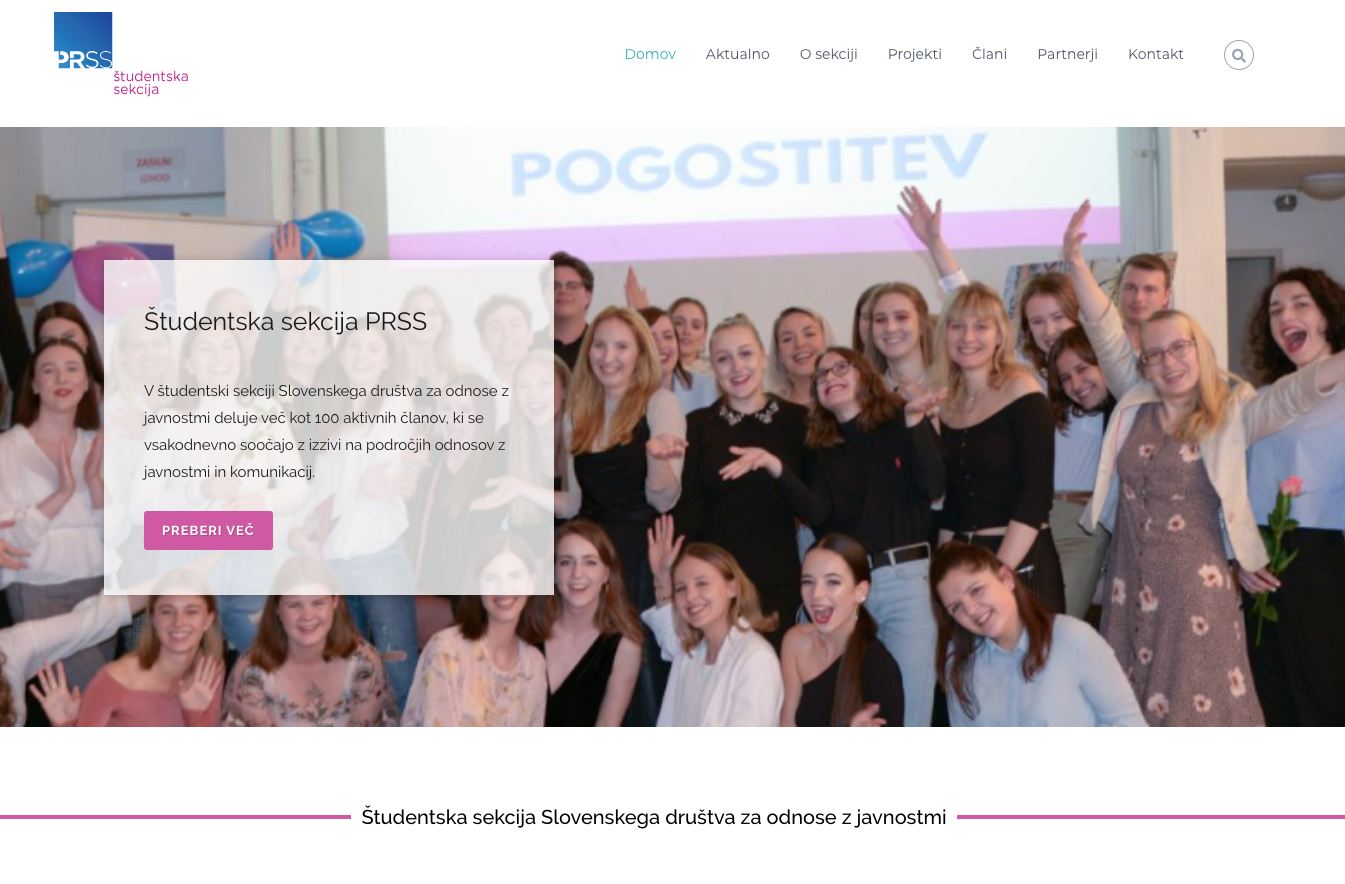 PRSS
študentska
sekcija
Domov
Aktualno
O sekciji
Projekti
Člani
Partnerji
Kontakt
POGOSTITEV
ZASILNI
IZHOD
Študentska sekcija PRSS
V študentski sekciji Slovenskega društva za odnose z
javnostmi deluje več kot 100 aktivnih članov, ki se
vsakodnevno soočajo z izzivi na področjih odnosov z
javnostmi in komunikacij.
PREBERI VEČ
Študentska sekcija Slovenskega društva za odnose z javnostmi